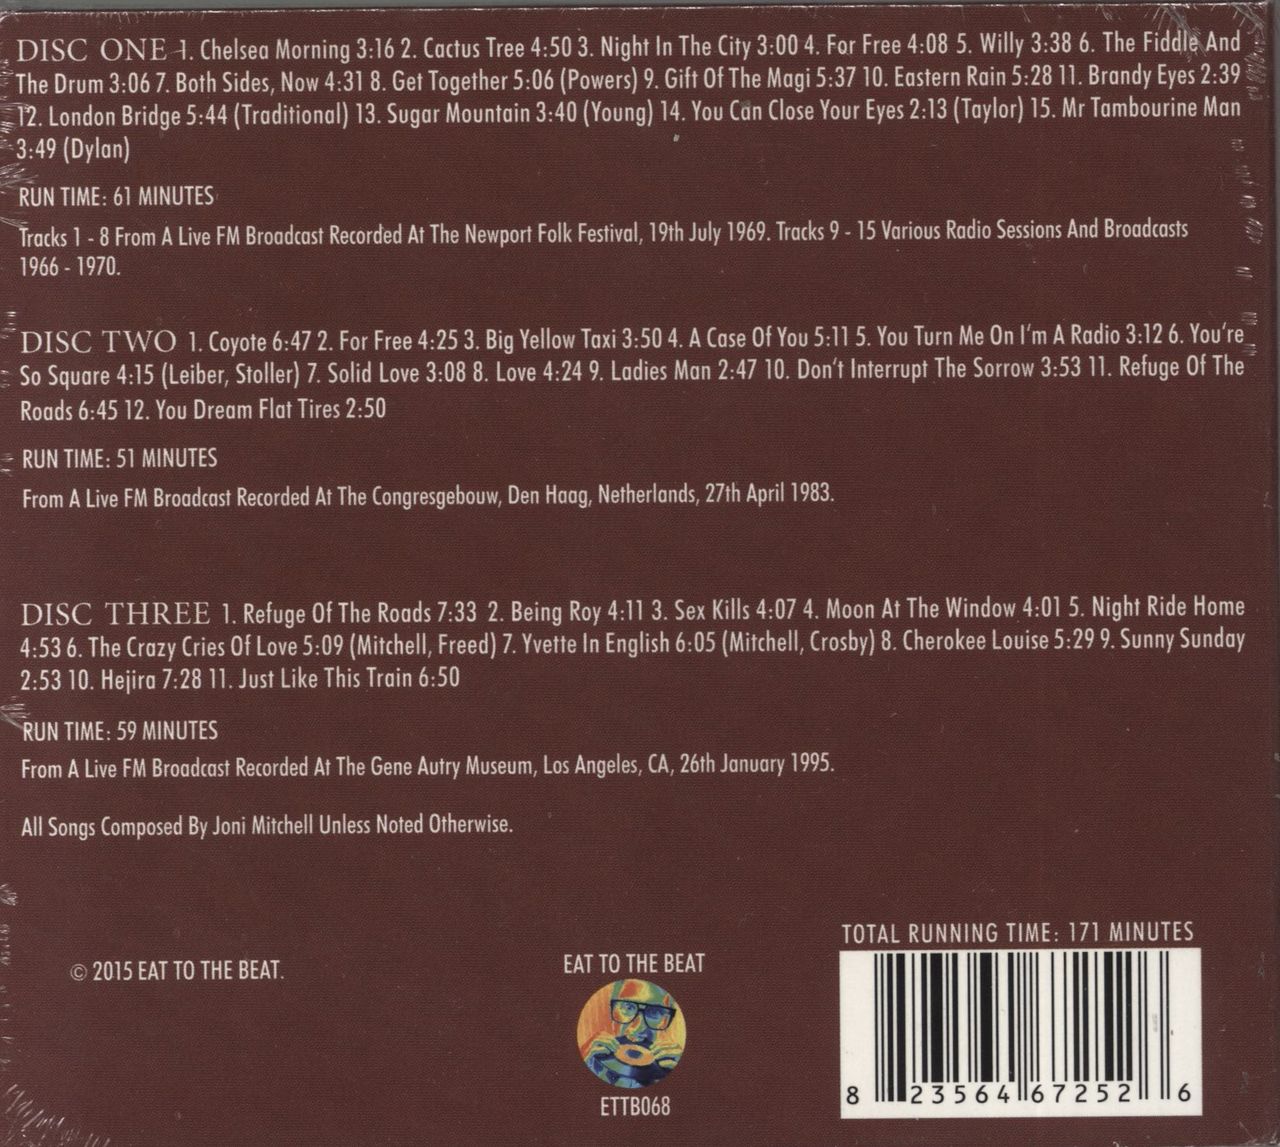 DISC ONE 1. Chelsea Morning 3:16 2. Cactus Tree 4:50 3. Night In The City 3:00 4. For Free 4:08 5. Willy 3:38 6. The Fiddle And
The Drum 3:06 7. Both Sides, Now 4:31 8. Get Together 5:06 (Powers) 9. Gift Of The Magi 5:37 10. Eastern Rain 5:28 11. Brandy Eyes 2:39
12. London Bridge 5:44 (Traditional) 13. Sugar Mountain 3:40 (Young) 14. You Can Close Your Eyes 2:13 (Taylor) 15. Mr Tambourine Man
3:49 (Dylan)
RUN TIME: 61 MINUTES
Tracks 1 - 8 From A Live FM Broadcast Recorded At The Newport Folk Festival, 19th July 1969. Tracks 9 - 15 Various Radio Sessions And Broadcasts
1966 - 1970.
DISC TWO 1. Coyote 6:47 2. For Free 4:25 3. Big Yellow Taxi 3:50 4. A Case Of You 5:11 5. You Turn Me On I'm A Radio 3:12 6. You're
So Square 4:15 (Leiber, Stoller) 7. Solid Love 3:08 8. Love 4:24 9. Ladies Man 2:47 10. Don't Interrupt The Sorrow 3:53 11. Refuge Of The
Roads 6:45 12. You Dream Flat Tires 2:50
RUN TIME: 51 MINUTES
From A Live FM Broadcast Recorded At The Congresgebouw, Den Haag, Netherlands, 27th April 1983.
DISC THREE 1. Refuge Of The Roads 7:33 2. Being Roy 4:11 3. Sex Kills 4:07 4. Moon At The Window 4:01 5. Night Ride Home
4:53 6. The Crazy Cries Of Love 5:09 (Mitchell, Freed) 7. Yvette In English 6:05 (Mitchell, Crosby) 8. Cherokee Louise 5:29 9. Sunny Sunday
2:53 10. Hejira 7:28 11. Just Like This Train 6:50
RUN TIME: 59 MINUTES
From A Live FM Broadcast Recorded At The Gene Autry Museum, Los Angeles, CA, 26th January 1995.
All Songs Composed By Joni Mitchell Unless Noted Otherwise.
TOTAL RUNNING TIME: 171 MINUTES
© 2015 EAT TO THE BEAT.
EAT TO THE BEAT
ETTB068
8 23564 67252 6